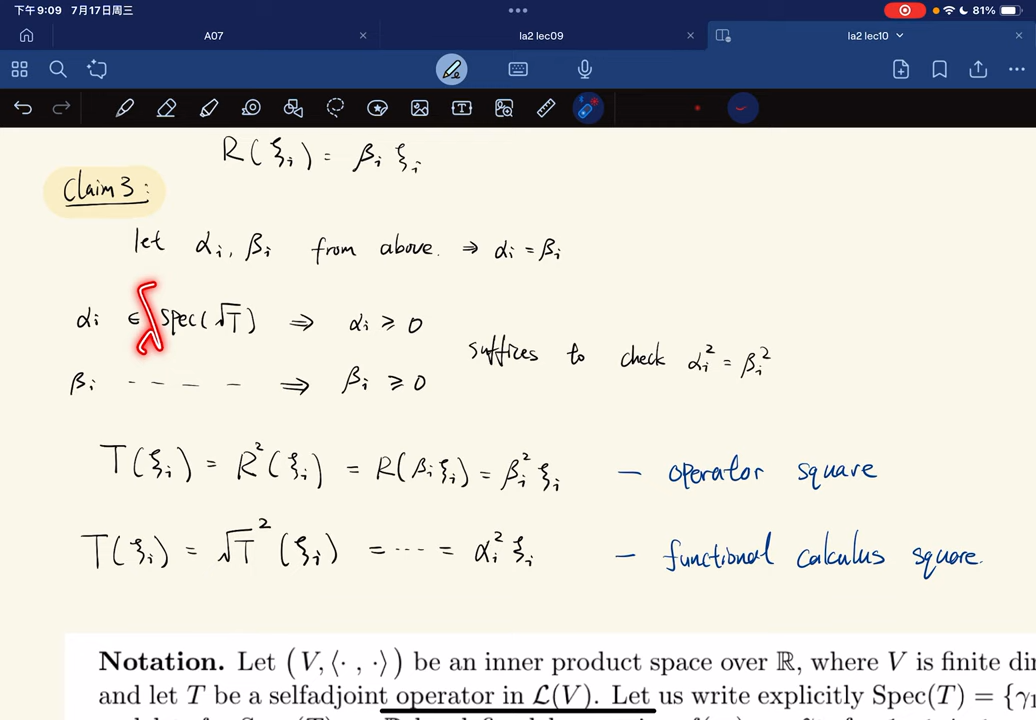 下午9:09 7月17日周三
81%
A07
la2 lec09
la2 lec10
R(ξᵢ) = βᵢ ξᵢ
Claim 3:
let αᵢ, βᵢ from above. ⇒ αᵢ = βᵢ
αᵢ ∈ Spec(√T) ⇒ αᵢ ≥ 0
suffices to check αᵢ² = βᵢ²
βᵢ - - - - ⇒ βᵢ ≥ 0
T(ξᵢ) = R²(ξᵢ) = R(βᵢξᵢ) = βᵢ² ξᵢ — operator square
T(ξᵢ) = √T²(ξᵢ) = ··· = αᵢ² ξᵢ — functional calculus square.
Notation. Let (V, ⟨· , ·⟩) be an inner product space over ℝ, where V is finite di
and let T be a selfadjoint operator in ℒ(V). Let us write explicitly Spec(T) = {γ